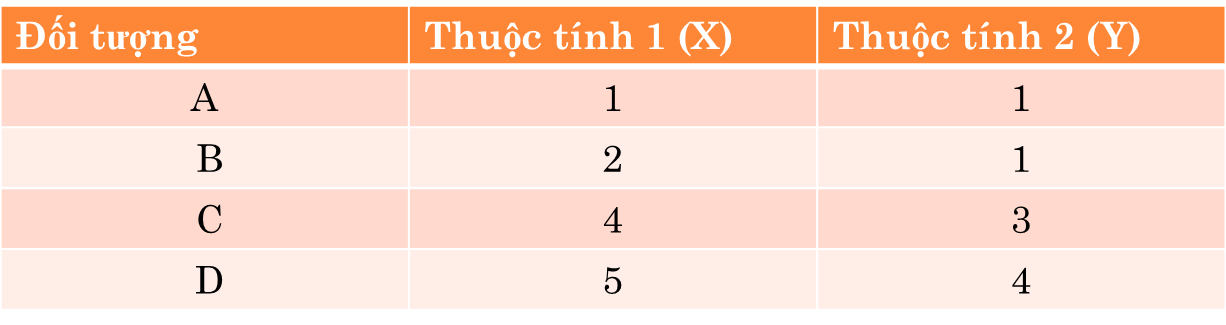 Đối tượng Thuộc tính 1 (X) Thuộc tính 2 (Y)
A 1 1
B 2 1
C 4 3
D 5 4